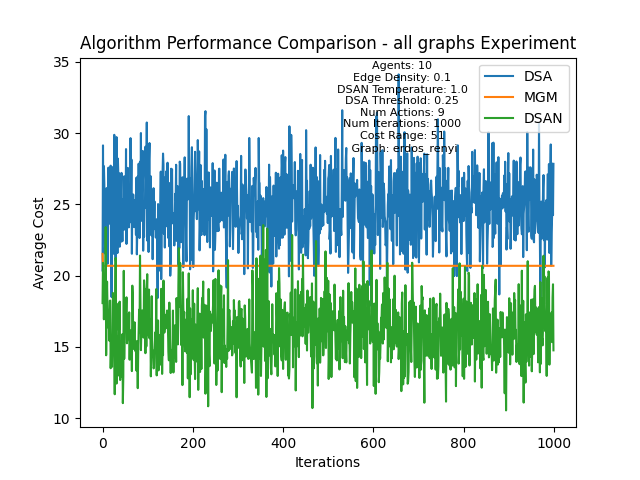 Algorithm Performance Comparison - all graphs Experiment
Agents: 10
Edge Density: 0.1
DSAN Temperature: 1.0
DSA Threshold: 0.25
Num Actions: 9
Num Iterations: 1000
Cost Range: 51
Graph: erdos_renyi
DSA
MGM
DSAN
35
30
25
20
15
10
Average Cost
0
200
400
600
800
1000
Iterations